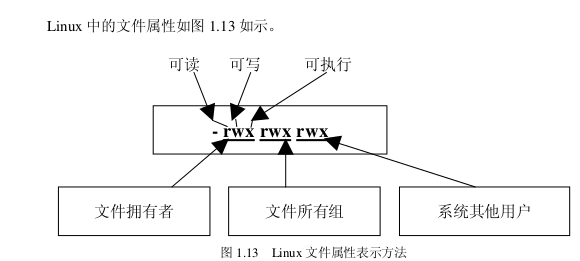 Linux 中的文件属性如图 1.13 如示。
可读 可写 可执行
- rwx rwx rwx
文件拥有者 文件所有组 系统其他用户
图 1.13 Linux 文件属性表示方法